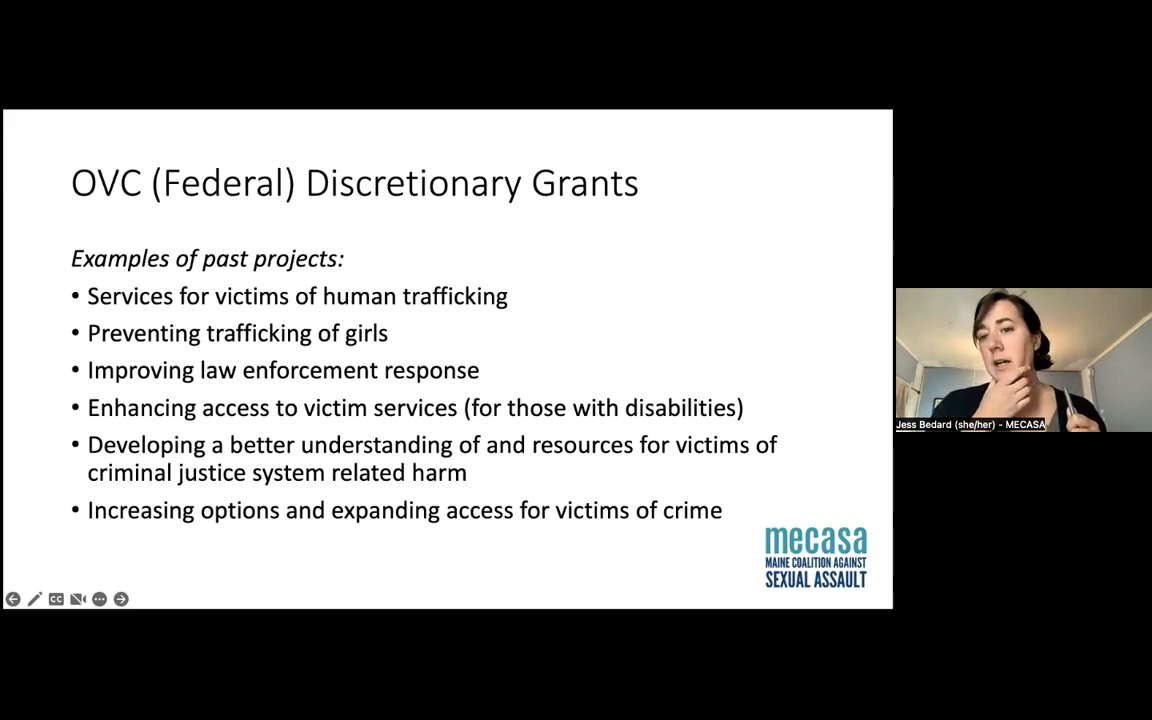 OVC (Federal) Discretionary Grants
Examples of past projects:
• Services for victims of human trafficking
• Preventing trafficking of girls
• Improving law enforcement response
• Enhancing access to victim services (for those with disabilities)
• Developing a better understanding of and resources for victims of
criminal justice system related harm
• Increasing options and expanding access for victims of crime
mecasa
MAINE COALITION AGAINST
SEXUAL ASSAULT
CC
Jess Bedard (she/her) - MECASA